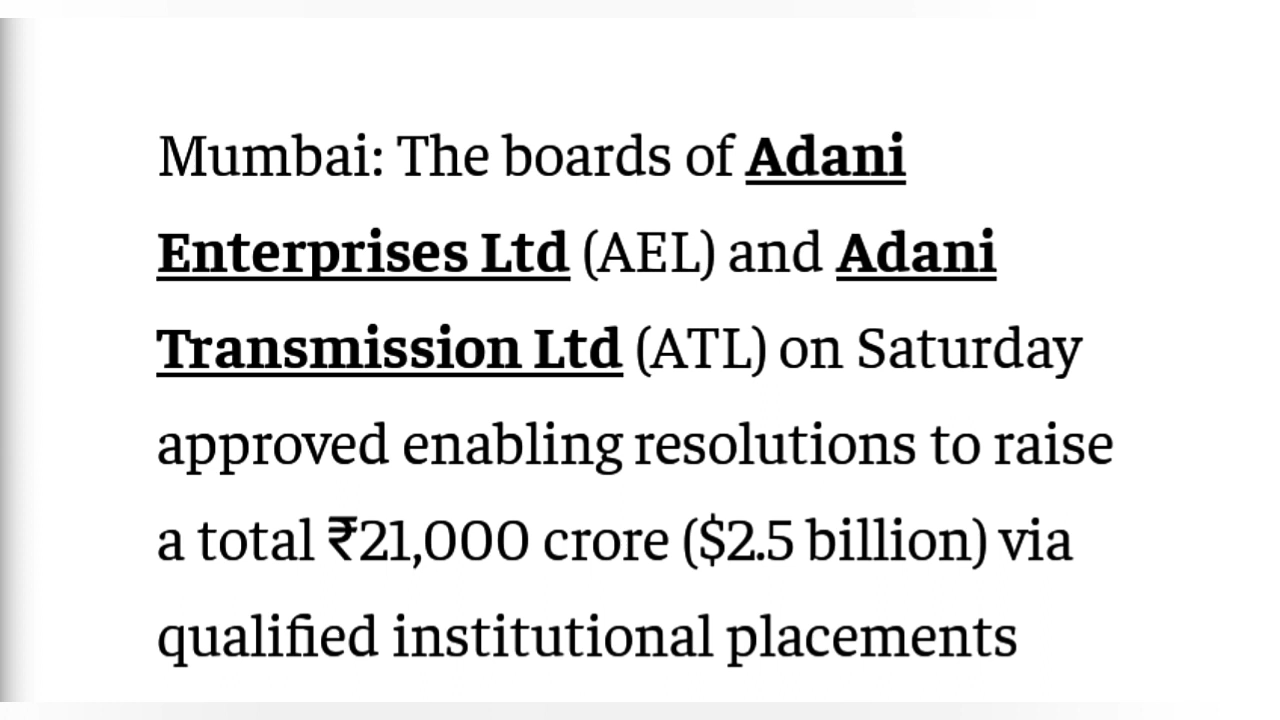 Mumbai: The boards of Adani
Enterprises Ltd (AEL) and Adani
Transmission Ltd (ATL) on Saturday
approved enabling resolutions to raise
a total ₹21,000 crore ($2.5 billion) via
qualified institutional placements